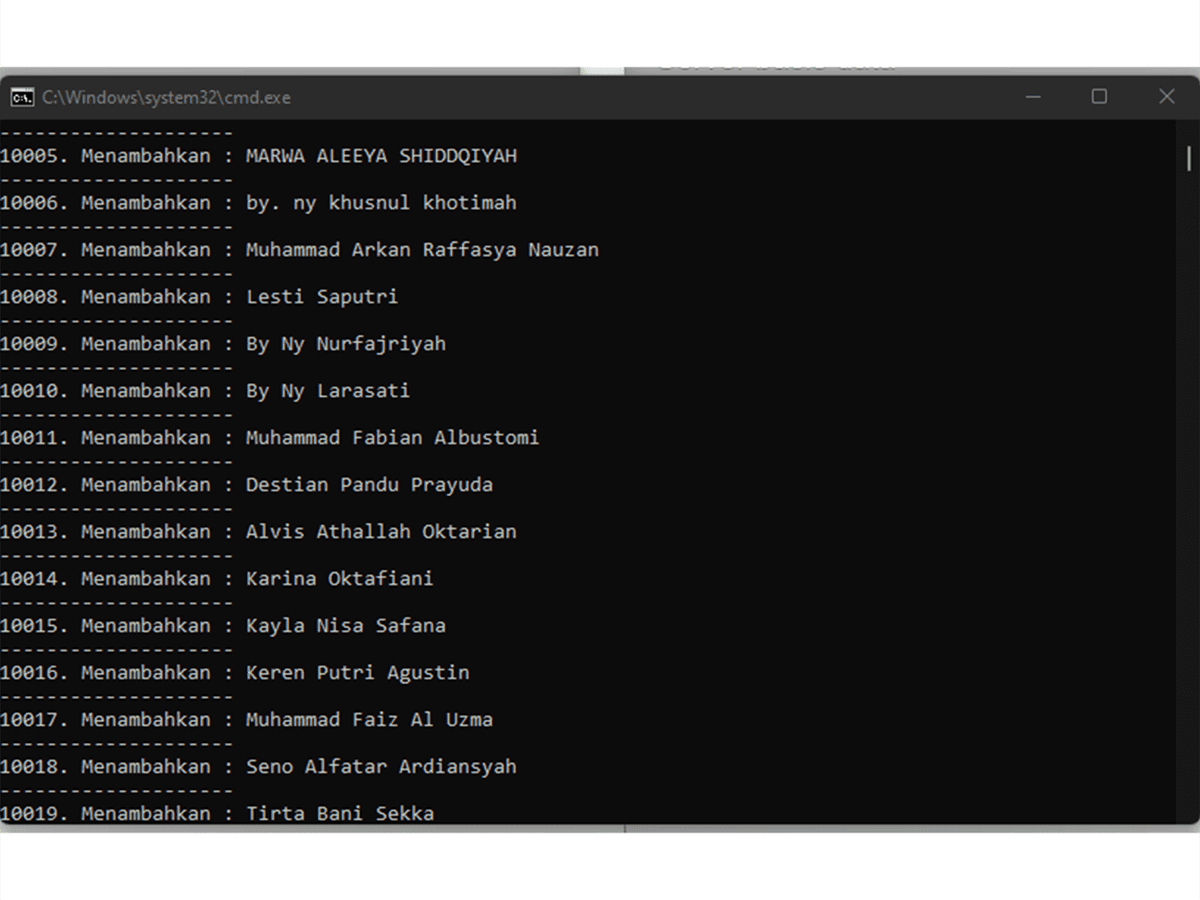 C:\Windows\system32\cmd.exe
--------------------
10005. Menambahkan : MARWA ALEEYA SHIDDQIYAH
--------------------
10006. Menambahkan : by. ny khusnul khotimah
--------------------
10007. Menambahkan : Muhammad Arkan Raffasya Nauzan
--------------------
10008. Menambahkan : Lesti Saputri
--------------------
10009. Menambahkan : By Ny Nurfajriyah
--------------------
10010. Menambahkan : By Ny Larasati
--------------------
10011. Menambahkan : Muhammad Fabian Albustomi
--------------------
10012. Menambahkan : Destian Pandu Prayuda
--------------------
10013. Menambahkan : Alvis Athallah Oktarian
--------------------
10014. Menambahkan : Karina Oktafiani
--------------------
10015. Menambahkan : Kayla Nisa Safana
--------------------
10016. Menambahkan : Keren Putri Agustin
--------------------
10017. Menambahkan : Muhammad Faiz Al Uzma
--------------------
10018. Menambahkan : Seno Alfatar Ardiansyah
--------------------
10019. Menambahkan : Tirta Bani Sekka